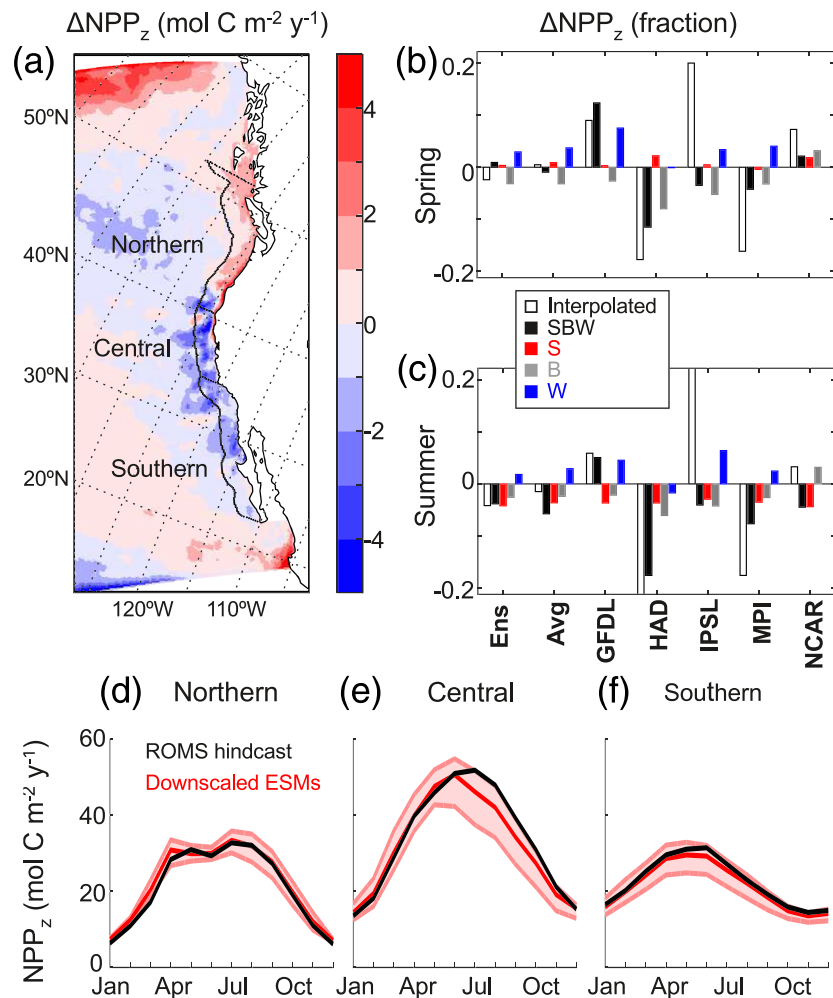 ΔNPPz (mol C m-2 y-1)
ΔNPPz (fraction)
(a)
50ºN
40ºN
30ºN
20ºN
120ºW
110ºW
Northern
Central
Southern
4
2
0
-2
-4
(b)
0.2
0
-0.2
Spring
Interpolated
SBW
S
B
W
(c)
0.2
0
-0.2
Summer
Ens
Avg
GFDL
HAD
IPSL
MPI
NCAR
(d) Northern
(e) Central
(f) Southern
ROMS hindcast
Downscaled ESMs
NPPz (mol C m-2 y-1)
60
40
20
0
Jan Apr Jul Oct
Jan Apr Jul Oct
Jan Apr Jul Oct